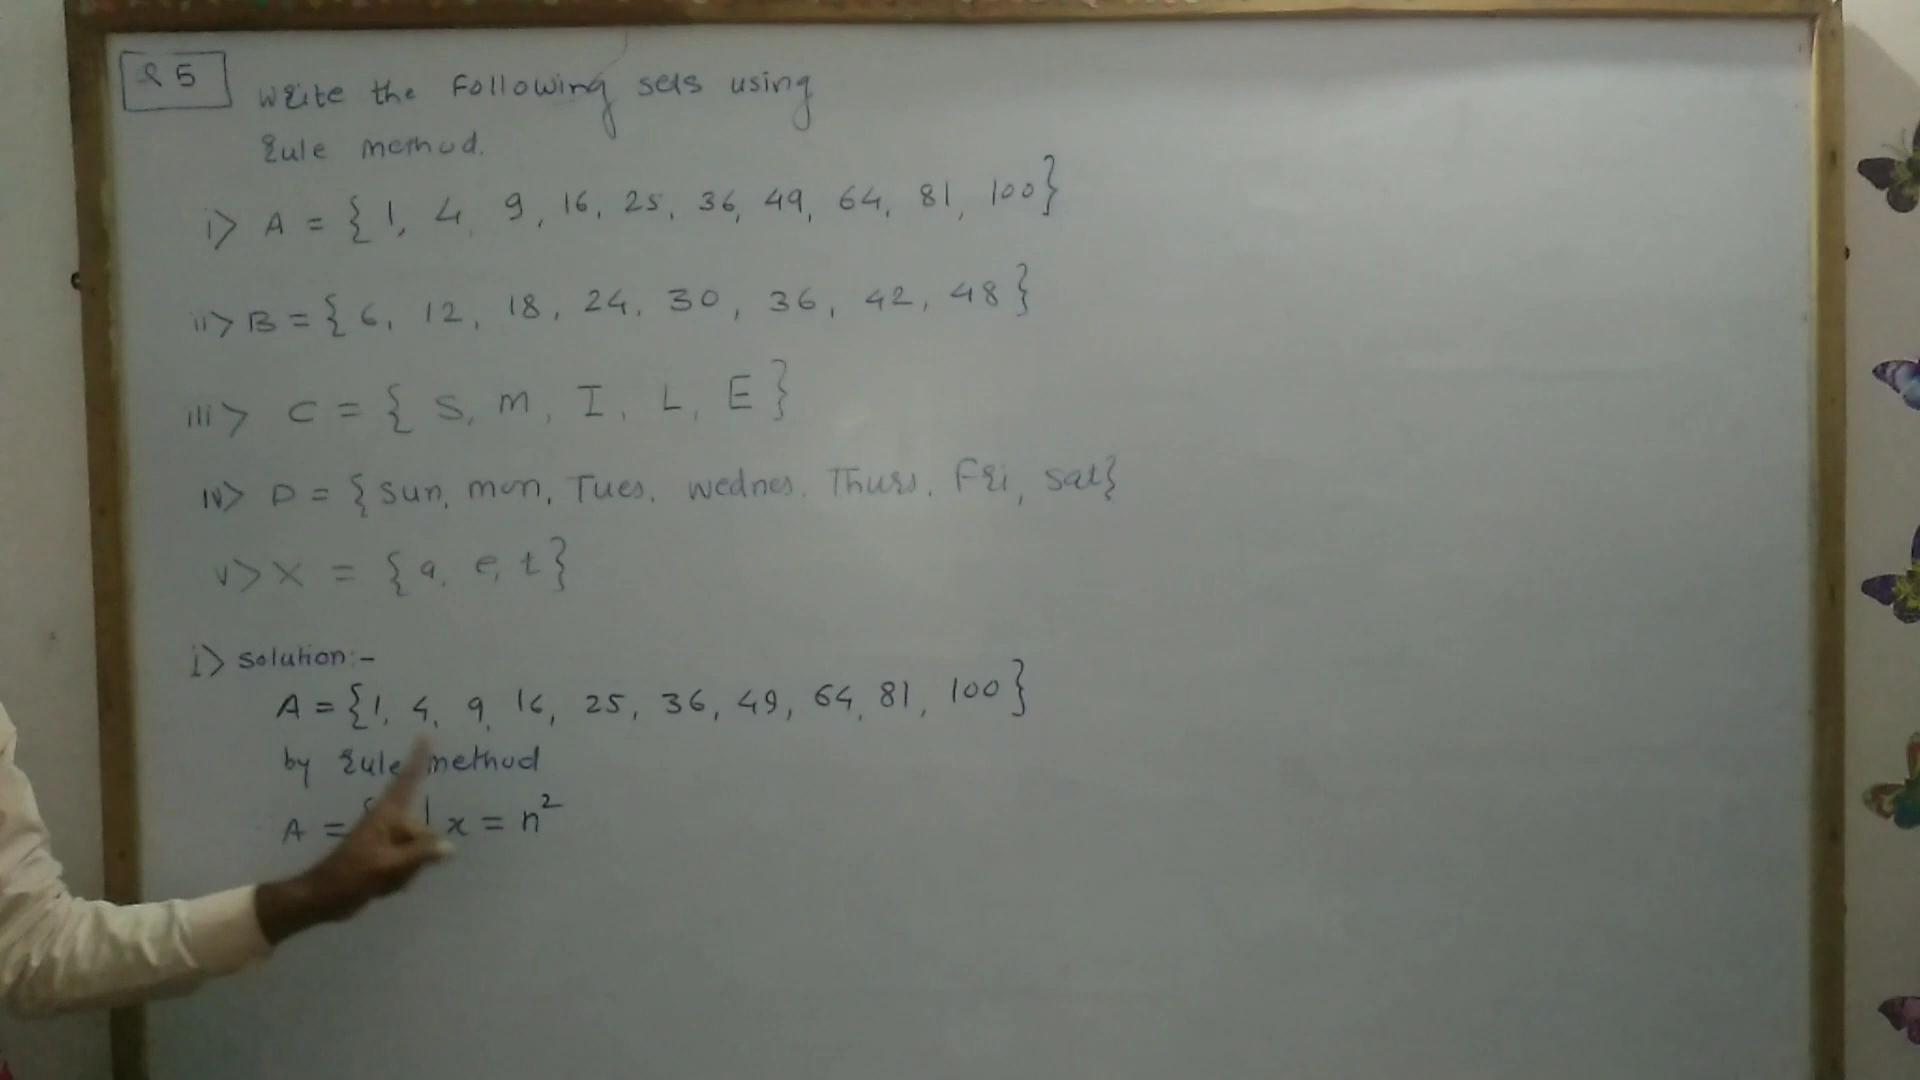 Q 5
Write the Following sets using
Rule method.
i> A = { 1, 4, 9, 16, 25, 36, 49, 64, 81, 100}
ii> B = { 6, 12, 18, 24, 30, 36, 42, 48 }
iii> C = { S, M, I, L, E }
iv> D = { Sun, mon, Tues, wednes, Thurs, Fri, sat}
v> X = { a, e, t }
i> solution:-
A = {1, 4, 9, 16, 25, 36, 49, 64, 81, 100}
by Rule method
A = | x = n²